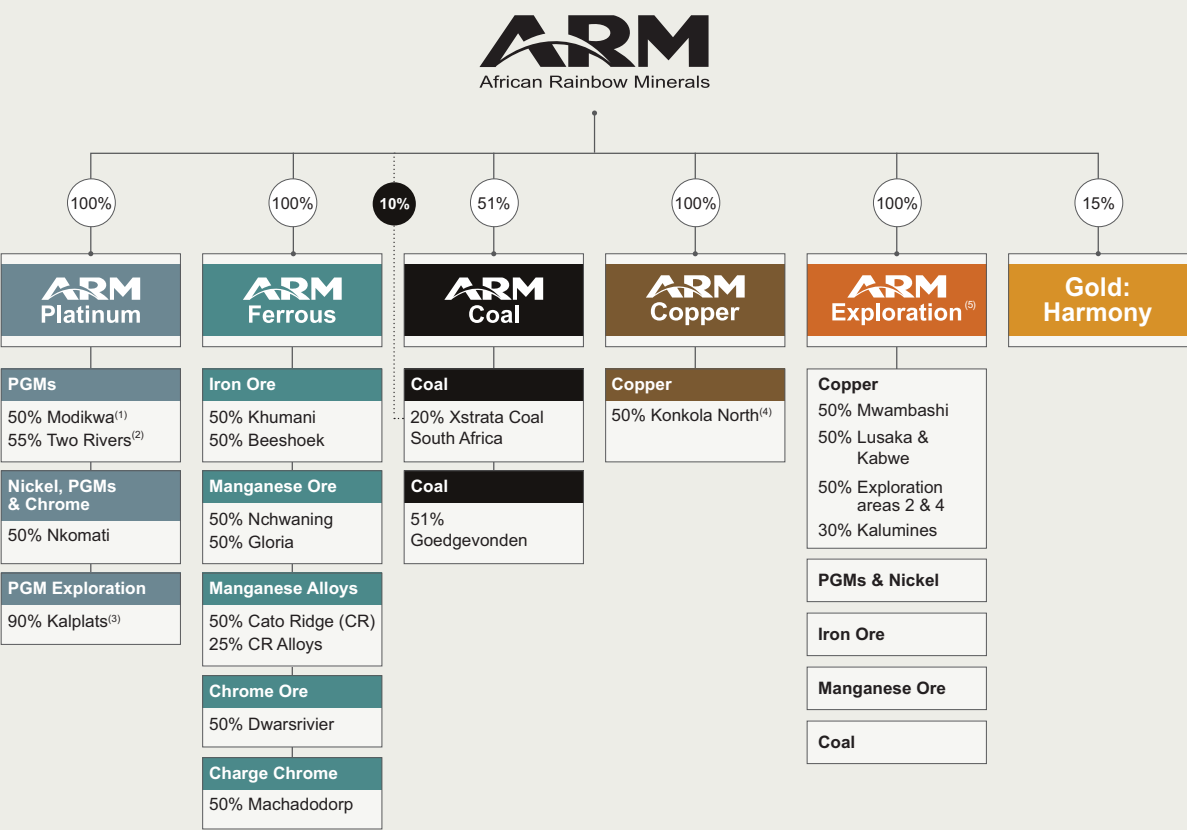 ARM
African Rainbow Minerals
100%
100%
10%
51%
100%
100%
15%
ARM
Platinum
PGMs
50% Modikwa(1)
55% Two Rivers(2)
Nickel, PGMs
& Chrome
50% Nkomati
PGM Exploration
90% Kalplats(3)
ARM
Ferrous
Iron Ore
50% Khumani
50% Beeshoek
Manganese Ore
50% Nchwaning
50% Gloria
Manganese Alloys
50% Cato Ridge (CR)
25% CR Alloys
Chrome Ore
50% Dwarsrivier
Charge Chrome
50% Machadodorp
ARM
Coal
Coal
20% Xstrata Coal
South Africa
Coal
51%
Goedgevonden
ARM
Copper
Copper
50% Konkola North(4)
ARM
Exploration(5)
Copper
50% Mwambashi
50% Lusaka &
Kabwe
50% Exploration
areas 2 & 4
30% Kalumines
PGMs & Nickel
Iron Ore
Manganese Ore
Coal
Gold:
Harmony